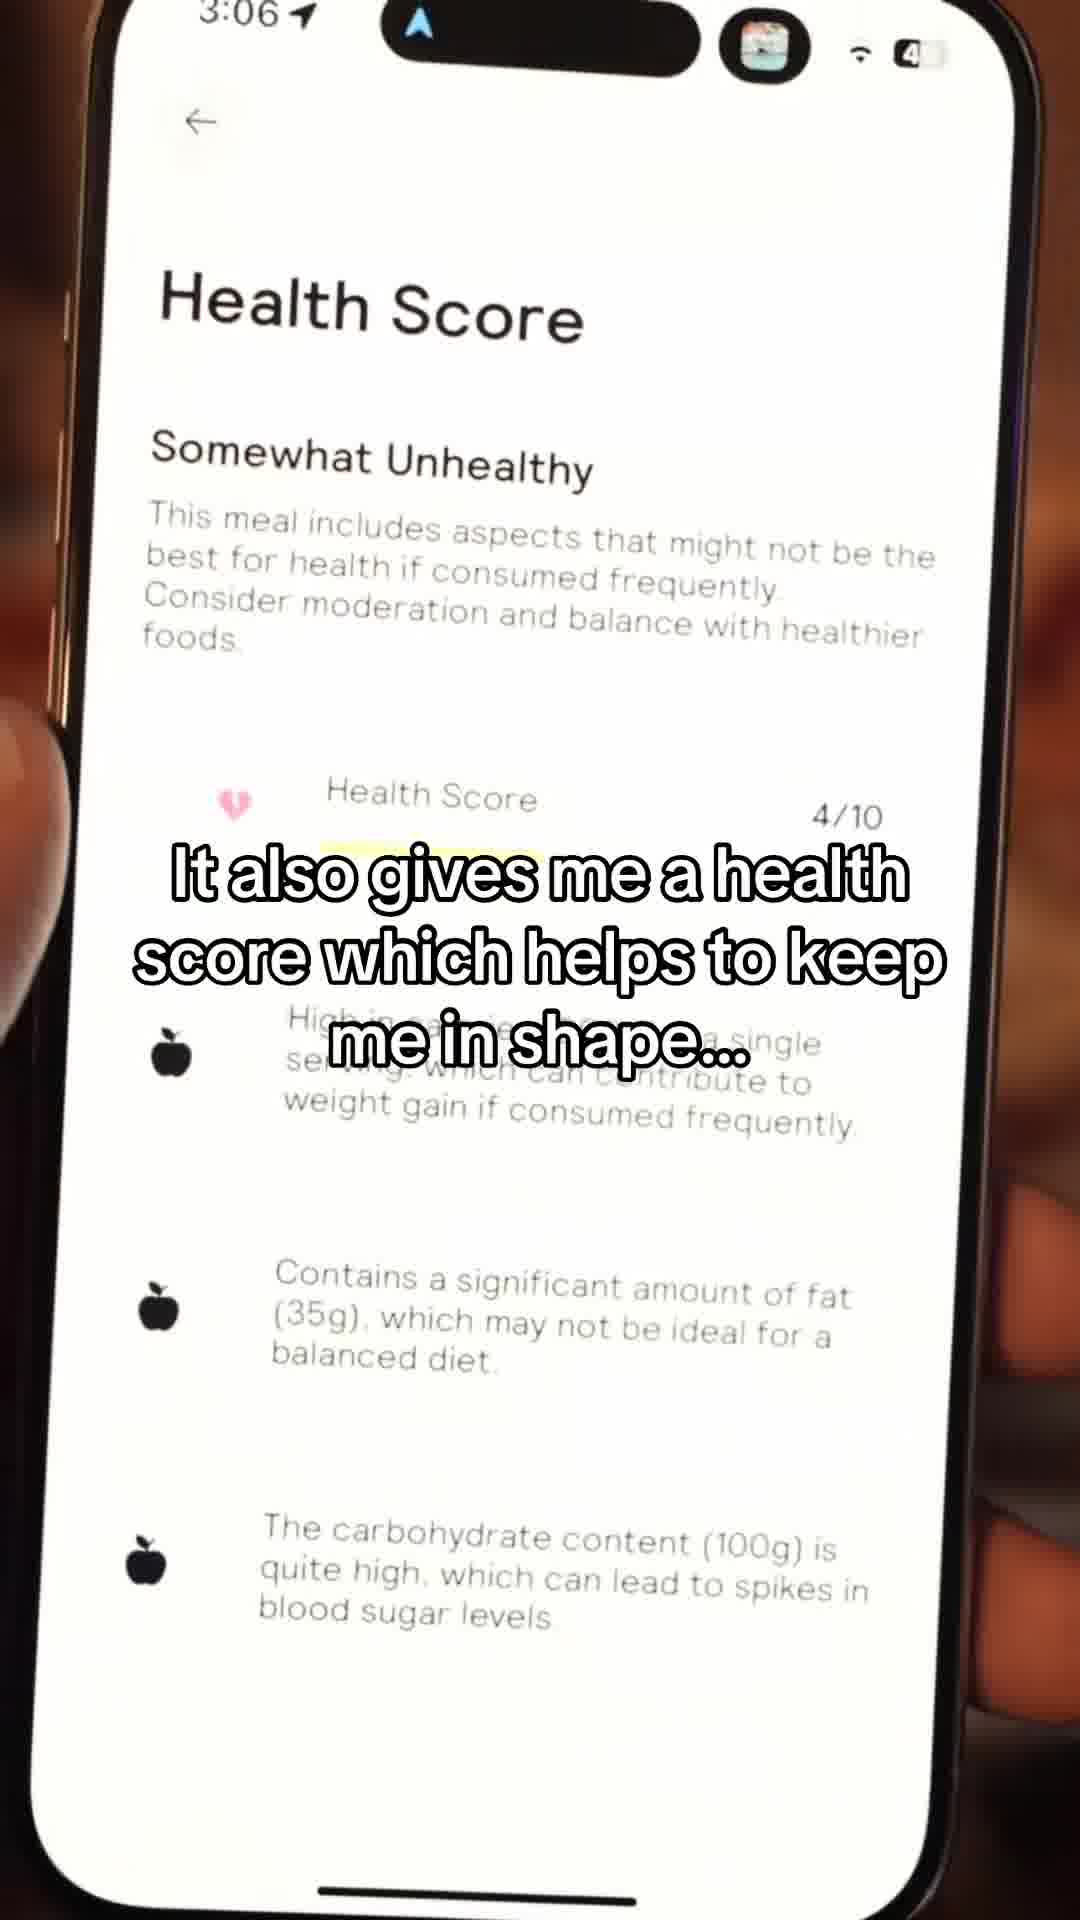 3:06
4
Health Score
Somewhat Unhealthy
This meal includes aspects that might not be the
best for health if consumed frequently.
Consider moderation and balance with healthier
foods.
Health Score
4/10
It also gives me a health
score which helps to keep
me in shape...
High in a single
serving, which can contribute to
weight gain if consumed frequently.
Contains a significant amount of fat
(35g), which may not be ideal for a
balanced diet.
The carbohydrate content (100g) is
quite high, which can lead to spikes in
blood sugar levels